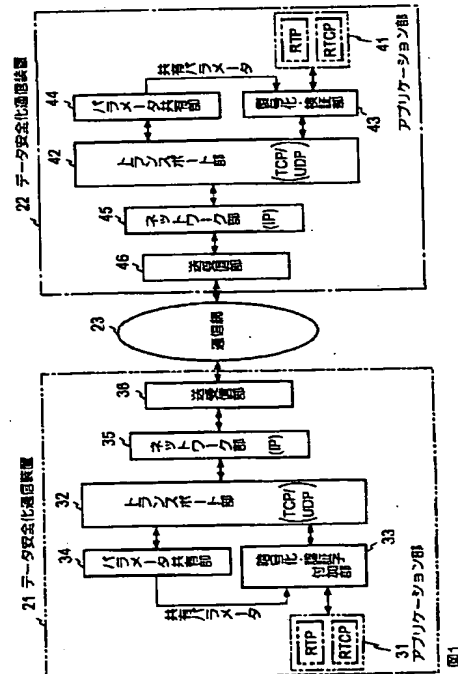 22 データ安全化通信装置
41
RTP
RTCP
アプリケーション部
共有パラメータ
44
パラメータ共有部
43
暗号化・検証部
42
トランスポート部
(TCP/UDP)
45
ネットワーク部
(IP)
46
送受信部
23
通信網
21 データ安全化通信装置
36
送受信部
35
ネットワーク部
(IP)
32
トランスポート部
(TCP/UDP)
34
パラメータ共有部
33
暗号化・認証子
付加部
共有パラメータ
RTP
RTCP
31
アプリケーション部
図1